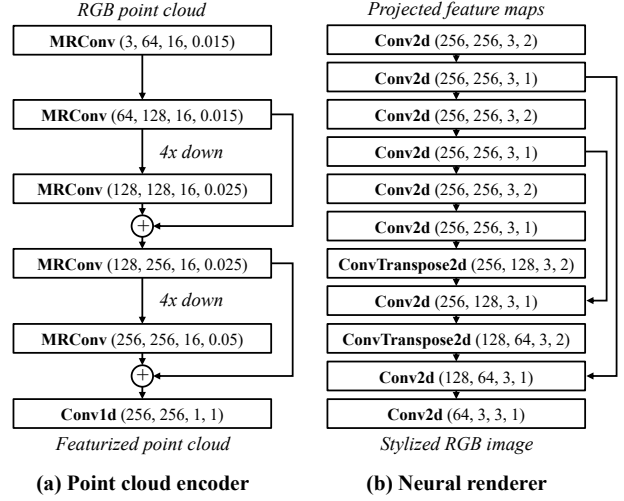 RGB point cloud
MRConv (3, 64, 16, 0.015)
MRConv (64, 128, 16, 0.015)
4x down
MRConv (128, 128, 16, 0.025)
+
MRConv (128, 256, 16, 0.025)
4x down
MRConv (256, 256, 16, 0.05)
+
Conv1d (256, 256, 1, 1)
Featurized point cloud
(a) Point cloud encoder
Projected feature maps
Conv2d (256, 256, 3, 2)
Conv2d (256, 256, 3, 1)
Conv2d (256, 256, 3, 2)
Conv2d (256, 256, 3, 1)
Conv2d (256, 256, 3, 2)
Conv2d (256, 256, 3, 1)
ConvTranspose2d (256, 128, 3, 2)
Conv2d (256, 128, 3, 1)
ConvTranspose2d (128, 64, 3, 2)
Conv2d (128, 64, 3, 1)
Conv2d (64, 3, 3, 1)
Stylized RGB image
(b) Neural renderer